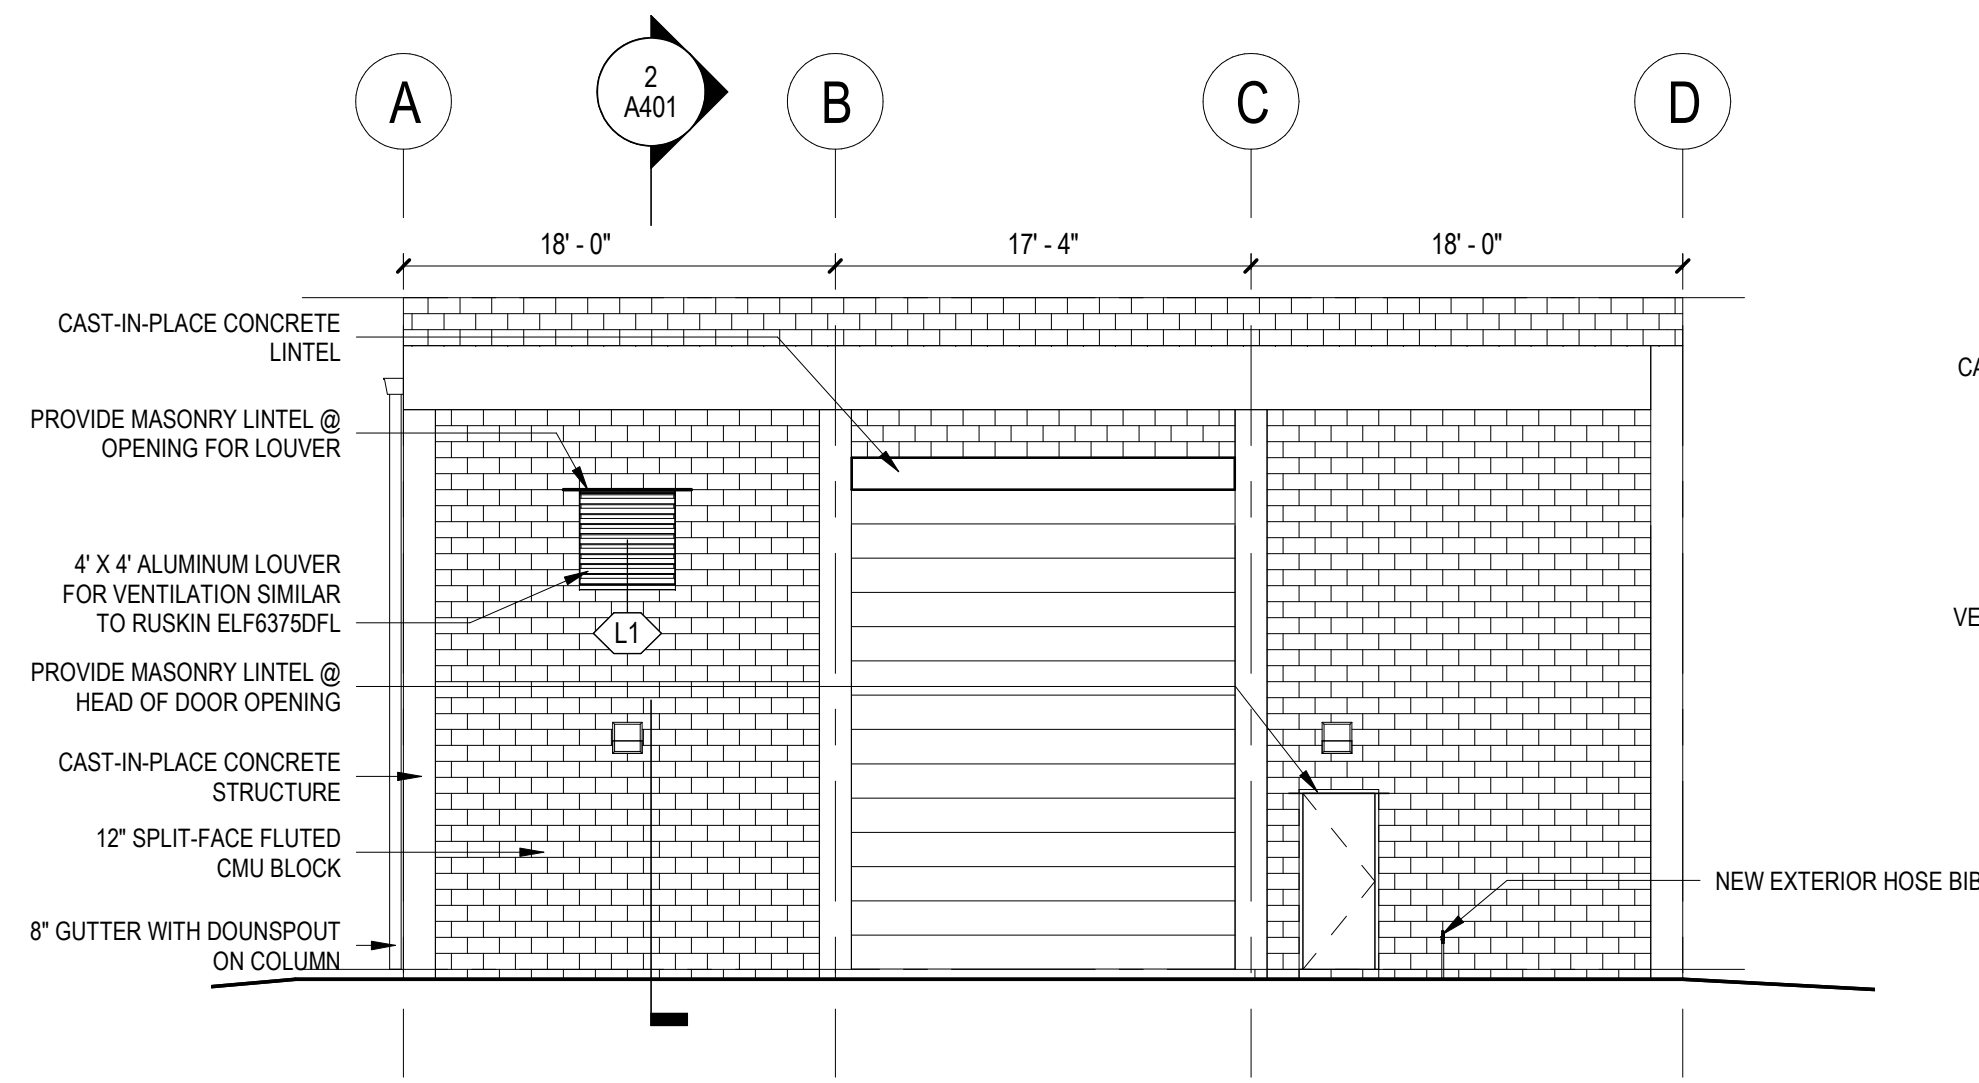 A
2
A401
B
C
D
18' - 0"
17' - 4"
18' - 0"
CAST-IN-PLACE CONCRETE
LINTEL
PROVIDE MASONRY LINTEL @
OPENING FOR LOUVER
4' X 4' ALUMINUM LOUVER
FOR VENTILATION SIMILAR
TO RUSKIN ELF6375DFL
L1
PROVIDE MASONRY LINTEL @
HEAD OF DOOR OPENING
CAST-IN-PLACE CONCRETE
STRUCTURE
12" SPLIT-FACE FLUTED
CMU BLOCK
8" GUTTER WITH DOUNSPOUT
ON COLUMN
NEW EXTERIOR HOSE BIB
CA
VE